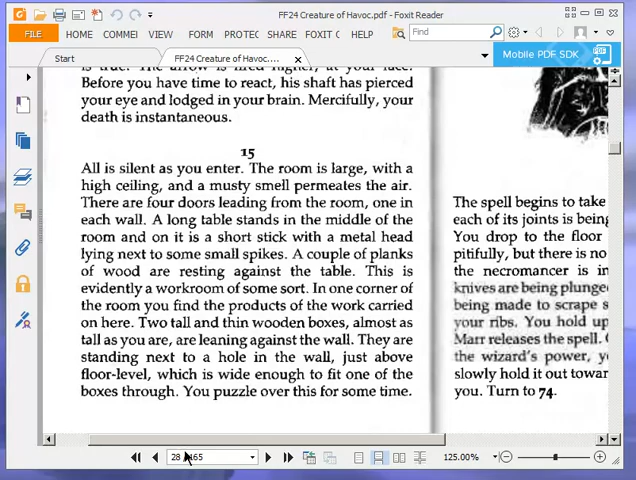 FF24 Creature of Havoc.pdf - Foxit Reader
FILE HOME COMMEI VIEW FORM PROTEC SHARE FOXIT C HELP Find
Start FF24 Creature of Havoc.... Mobile PDF SDK
is true. The arrow is fired higher, at your face.
Before you have time to react, his shaft has pierced
your eye and lodged in your brain. Mercifully, your
death is instantaneous.
15
All is silent as you enter. The room is large, with a
high ceiling, and a musty smell permeates the air.
There are four doors leading from the room, one in
each wall. A long table stands in the middle of the
room and on it is a short stick with a metal head
lying next to some small spikes. A couple of planks
of wood are resting against the table. This is
evidently a workroom of some sort. In one corner of
the room you find the products of the work carried
on here. Two tall and thin wooden boxes, almost as
tall as you are, are leaning against the wall. They are
standing next to a hole in the wall, just above
floor-level, which is wide enough to fit one of the
boxes through. You puzzle over this for some time.
The spell begins to take
each of its joints is being
You drop to the floor
pitifully, but there is no
the necromancer is in
knives are being plunge
being made to scrape s
your ribs. You hold up
Marr releases the spell.
the wizard's power, y
slowly hold it out towar
you. Turn to 74.
28 165 125.00%